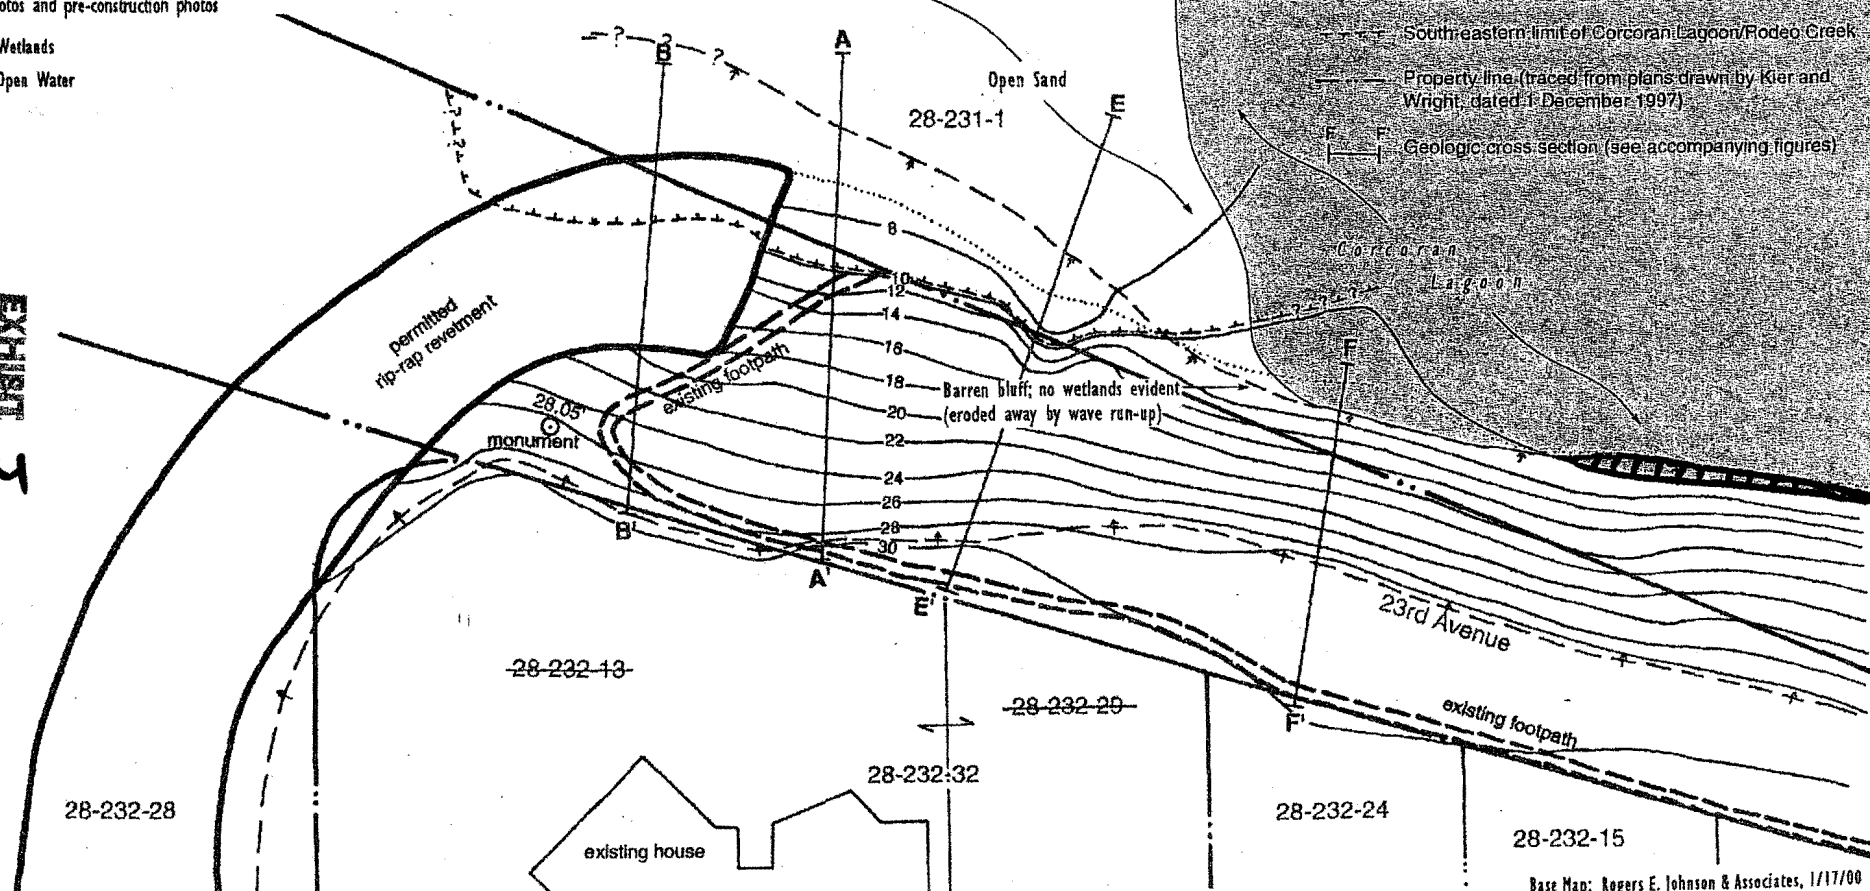 otos and pre-construction photos
Wetlands
Open Water
South-eastern limit of Corcoran Lagoon/Rodeo Creek
Property line (traced from plans drawn by Kier and
Wright, dated 1 December 1997)
F F'
Geologic cross section (see accompanying figures)
? ? ?
B
A
E
Open Sand
28-231-1
Corcoran
Lagoon
8
10
12
14
16
18
20
22
24
26
28
30
permitted
rip-rap revetment
existing footpath
28.05'
monument
Barren bluff; no wetlands evident
(eroded away by wave run-up)
F
B'
A'
E'
F'
23rd Avenue
existing footpath
EXHIBIT
28-232-13
28-232-29
28-232-32
28-232-28
28-232-24
28-232-15
existing house
Base Map: Rogers E. Johnson & Associates, 1/17/00